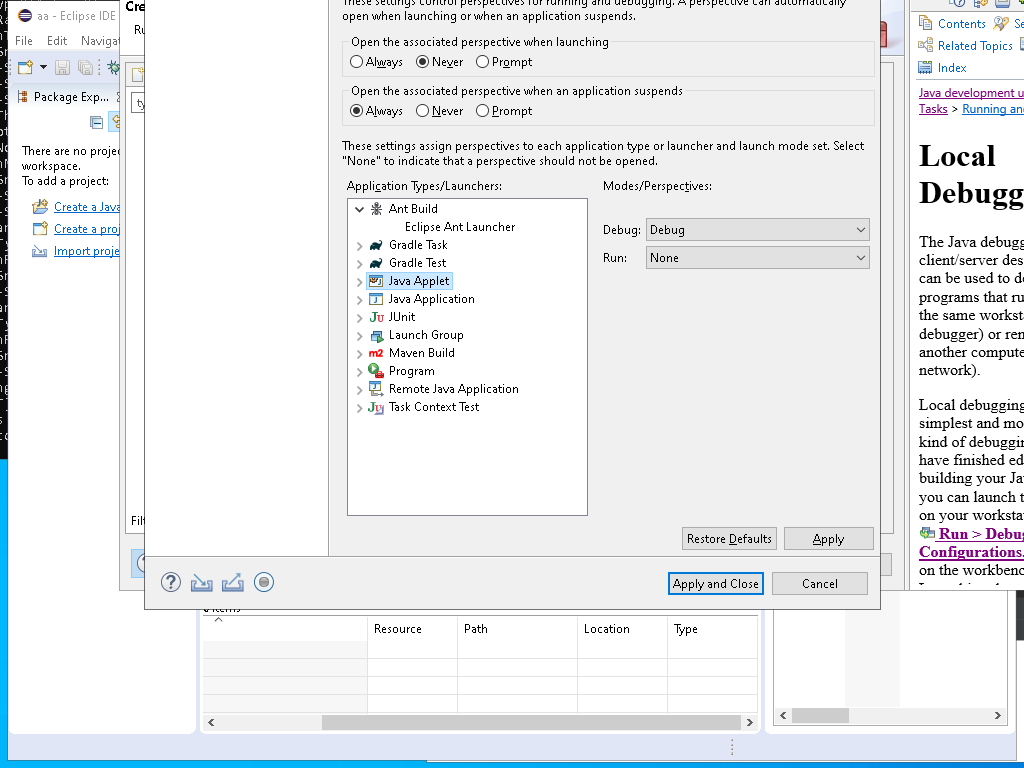 aa - Eclipse IDE
Cre
File Edit Navigat
Ru
Package Exp...
ty
There are no proje
workspace.
To add a project:
Create a Java
Create a proj
Import proje
Filt
These settings control perspectives for running and debugging. A perspective can automatically
open when launching or when an application suspends.
Open the associated perspective when launching
Always Never Prompt
Open the associated perspective when an application suspends
Always Never Prompt
These settings assign perspectives to each application type or launcher and launch mode set. Select
"None" to indicate that a perspective should not be opened.
Application Types/Launchers:
Modes/Perspectives:
Ant Build
Eclipse Ant Launcher
Gradle Task
Gradle Test
Java Applet
Java Application
JUnit
Launch Group
Maven Build
Program
Remote Java Application
Task Context Test
Debug: Debug
Run: None
Restore Defaults Apply
Apply and Close Cancel
Resource Path Location Type
Contents Se
Related Topics
Index
Java development u
Tasks > Running and
Local
Debugg
The Java debugg
client/server des
can be used to de
programs that ru
the same worksta
debugger) or ren
another compute
network).
Local debugging
simplest and mo
kind of debuggin
have finished ed
building your Jav
you can launch t
on your workstat
Run > Debug
Configurations.
on the workbenc